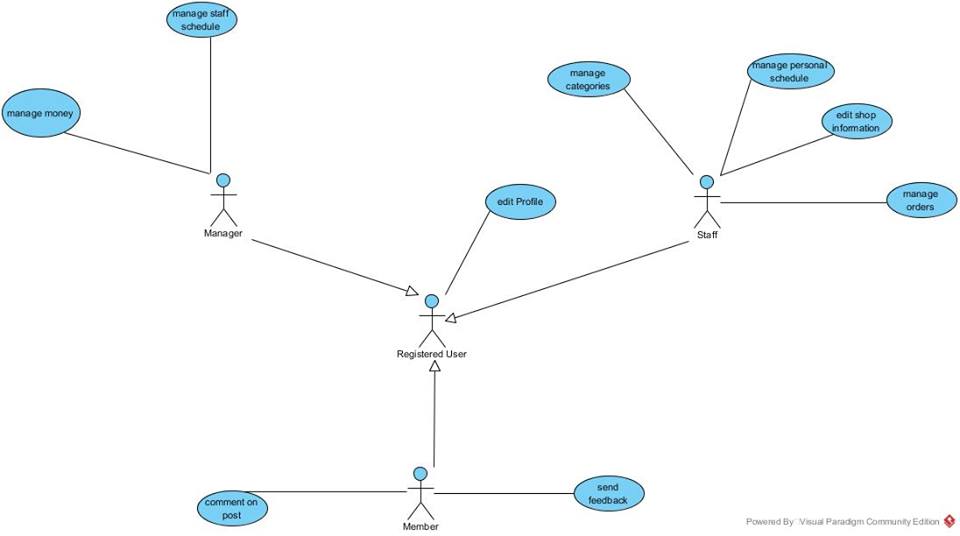 manage staff
schedule
manage money
manage
categories
manage personal
schedule
edit shop
information
manage
orders
edit Profile
Manager
Staff
Registered User
comment on
post
send
feedback
Member
Powered By Visual Paradigm Community Edition